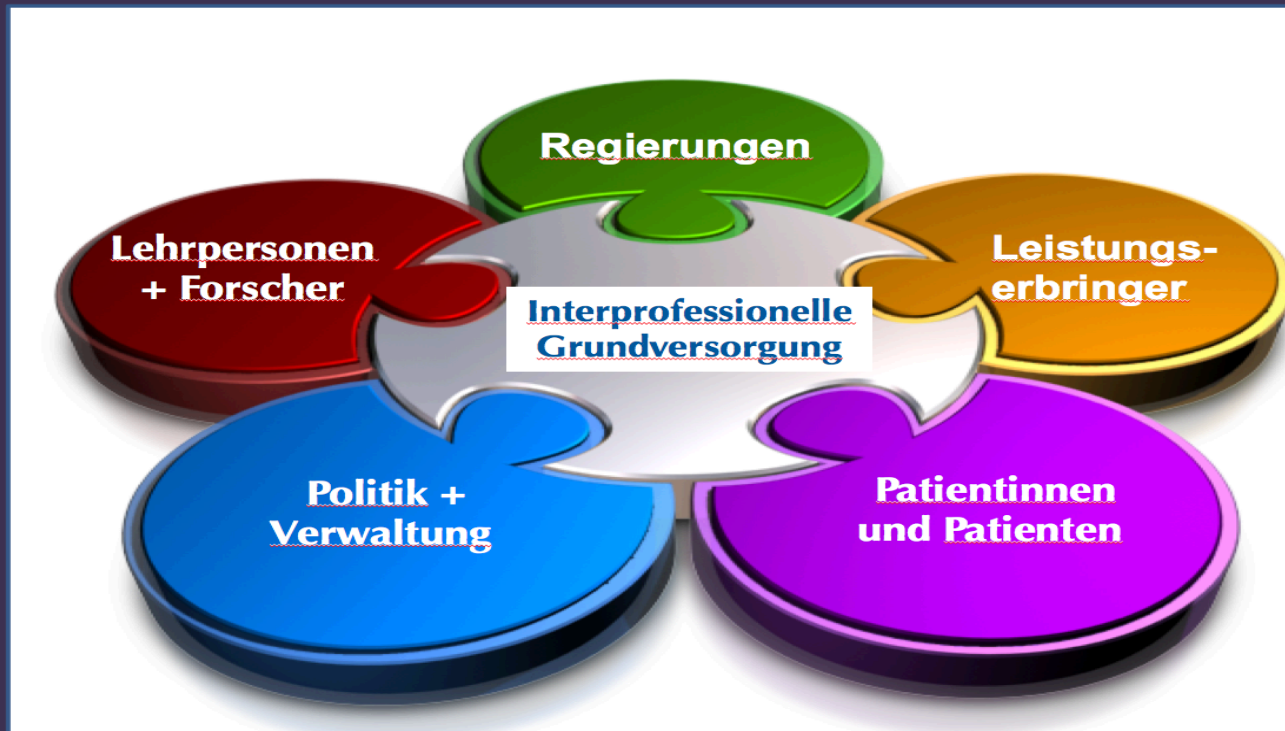 Regierungen
Lehrpersonen
+ Forscher
Leistungs-
erbringer
Interprofessionelle
Grundversorgung
Politik +
Verwaltung
Patientinnen
und Patienten